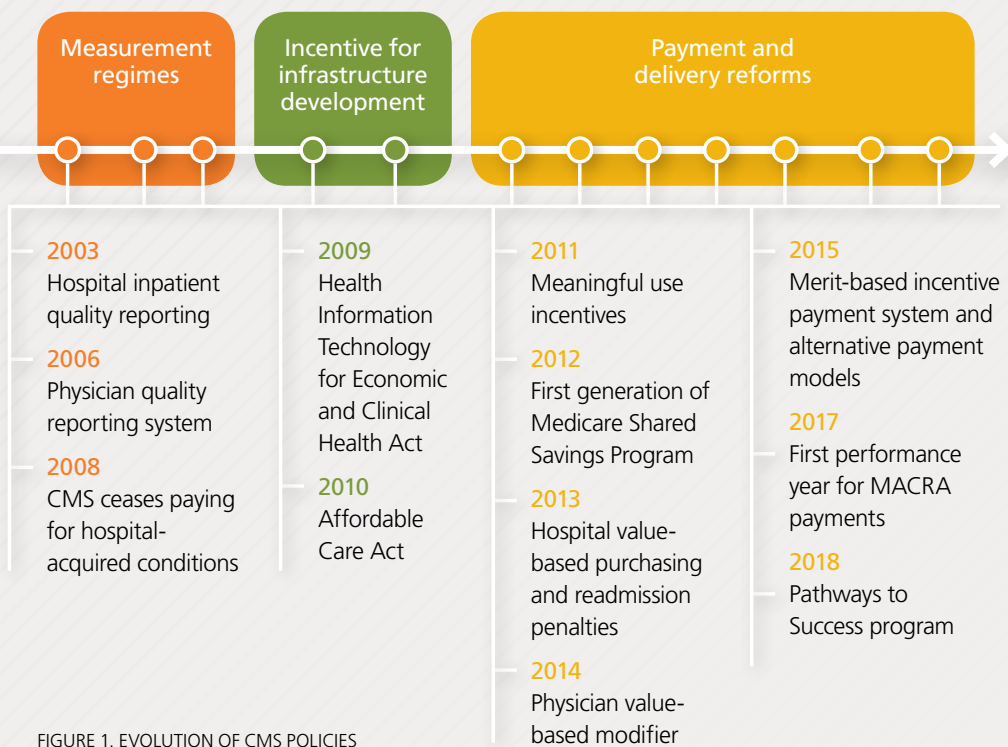 Measurement
regimes
Incentive for
infrastructure
development
Payment and
delivery reforms
2003
Hospital inpatient
quality reporting
2006
Physician quality
reporting system
2008
CMS ceases paying
for hospital-
acquired conditions
2009
Health
Information
Technology
for Economic
and Clinical
Health Act
2010
Affordable
Care Act
2011
Meaningful use
incentives
2012
First generation of
Medicare Shared
Savings Program
2013
Hospital value-
based purchasing
and readmission
penalties
2014
Physician value-
based modifier
2015
Merit-based incentive
payment system and
alternative payment
models
2017
First performance
year for MACRA
payments
2018
Pathways to
Success program
FIGURE 1. EVOLUTION OF CMS POLICIES